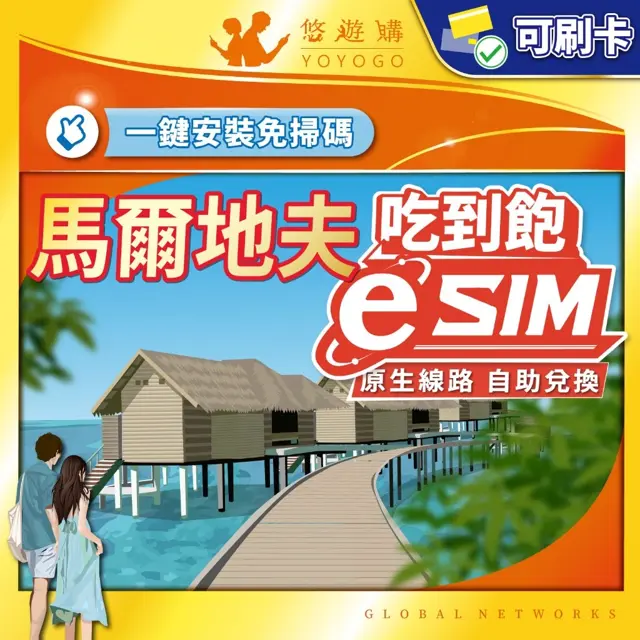 悠遊購
YOYOGO
可刷卡
一鍵安裝免掃碼
馬爾地夫
吃到飽
eSIM
原生線路 自助兌換
GLOBAL NETWORKS